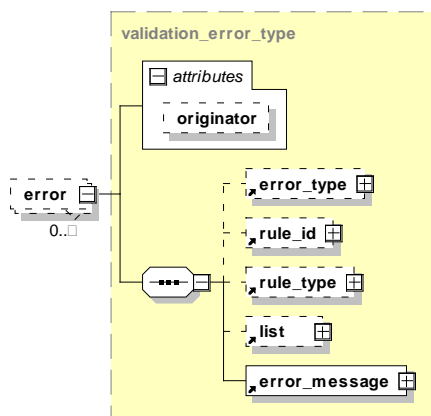 validation_error_type
attributes
originator
error
0..□
error_type
rule_id
rule_type
list
error_message